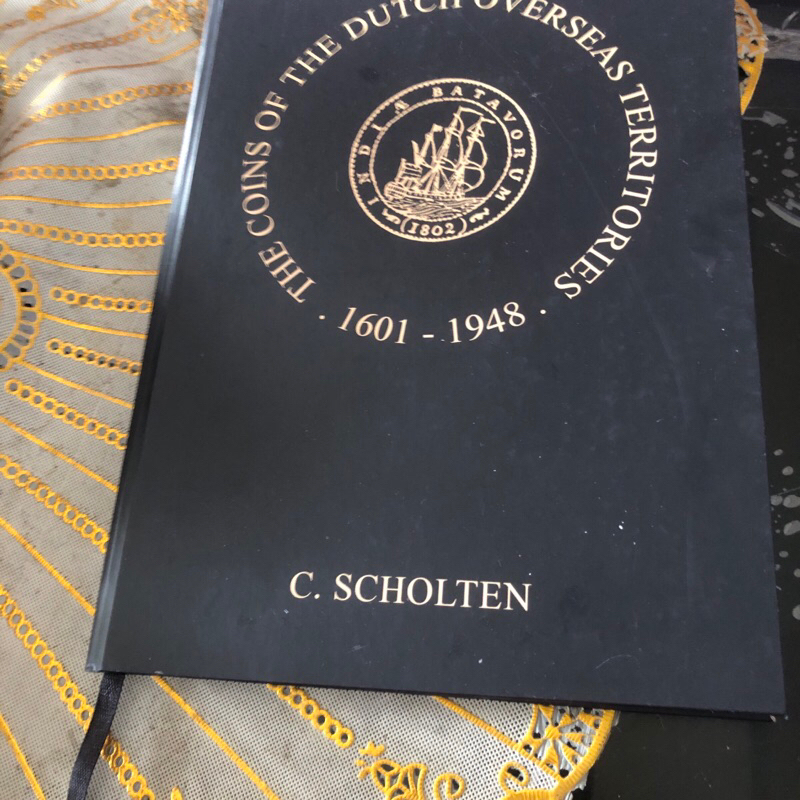 THE COINS OF THE DUTCH OVERSEAS TERRITORIES
· 1601 - 1948 ·
INDIÆ BATAVORUM
1802
C. SCHOLTEN